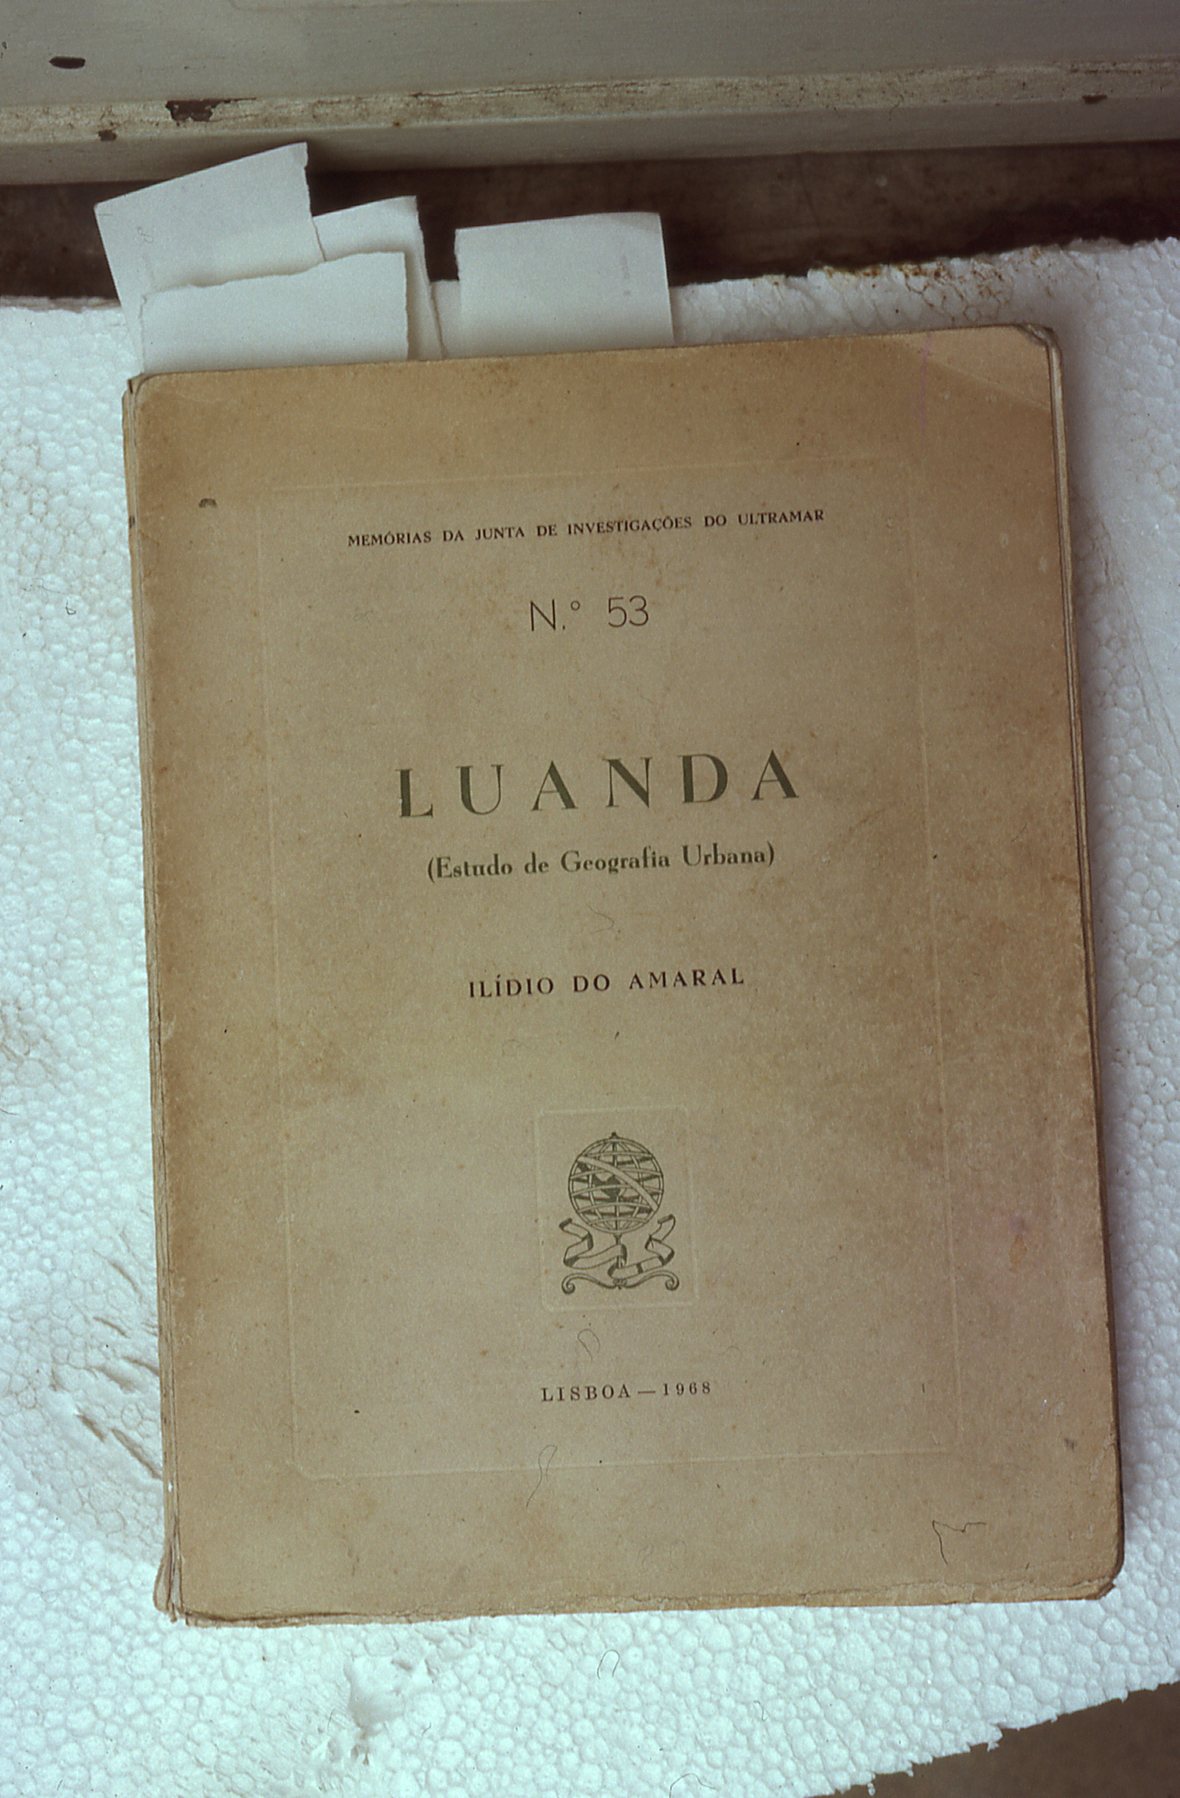 MEMÓRIAS DA JUNTA DE INVESTIGAÇÕES DO ULTRAMAR
N.º 53
LUANDA
(Estudo de Geografia Urbana)
ILÍDIO DO AMARAL
LISBOA — 1968